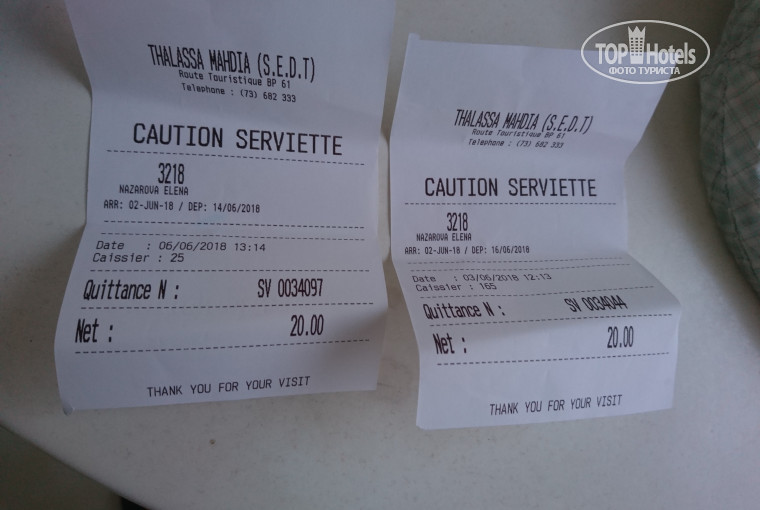 THALASSA MAHDIA (S.E.D.T)
Route Touristique BP 61
Telephone : (73) 682 333
CAUTION SERVIETTE
3218
NAZAROVA ELENA
ARR: 02-JUN-18 / DEP: 14/06/2018
Date : 06/06/2018 13:14
Caissier : 25
Quittance N : SV 0034097
Net : 20.00
THANK YOU FOR YOUR VISIT
THALASSA MAHDIA (S.E.D.T)
Route Touristique BP 61
Telephone : (73) 682 333
CAUTION SERVIETTE
3218
NAZAROVA ELENA
ARR: 02-JUN-18 / DEP: 16/06/2018
Date : 03/06/2018 12:13
Caissier : 165
Quittance N : SV 0034044
Net : 20.00
THANK YOU FOR YOUR VISIT
TOP Hotels
ФОТО ТУРИСТА